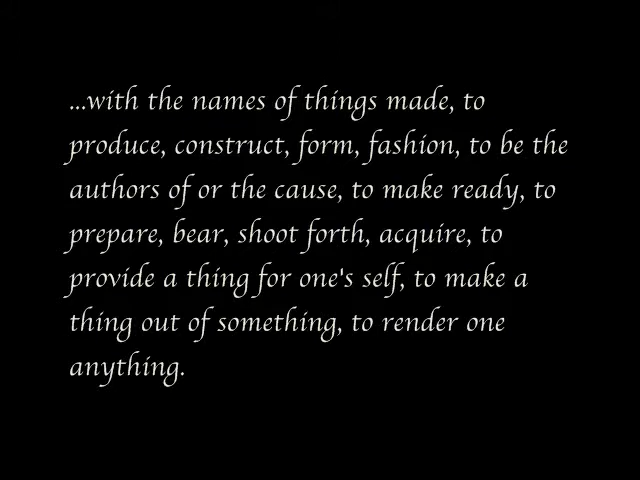 ...with the names of things made, to
produce, construct, form, fashion, to be the
authors of or the cause, to make ready, to
prepare, bear, shoot forth, acquire, to
provide a thing for one's self, to make a
thing out of something, to render one
anything.